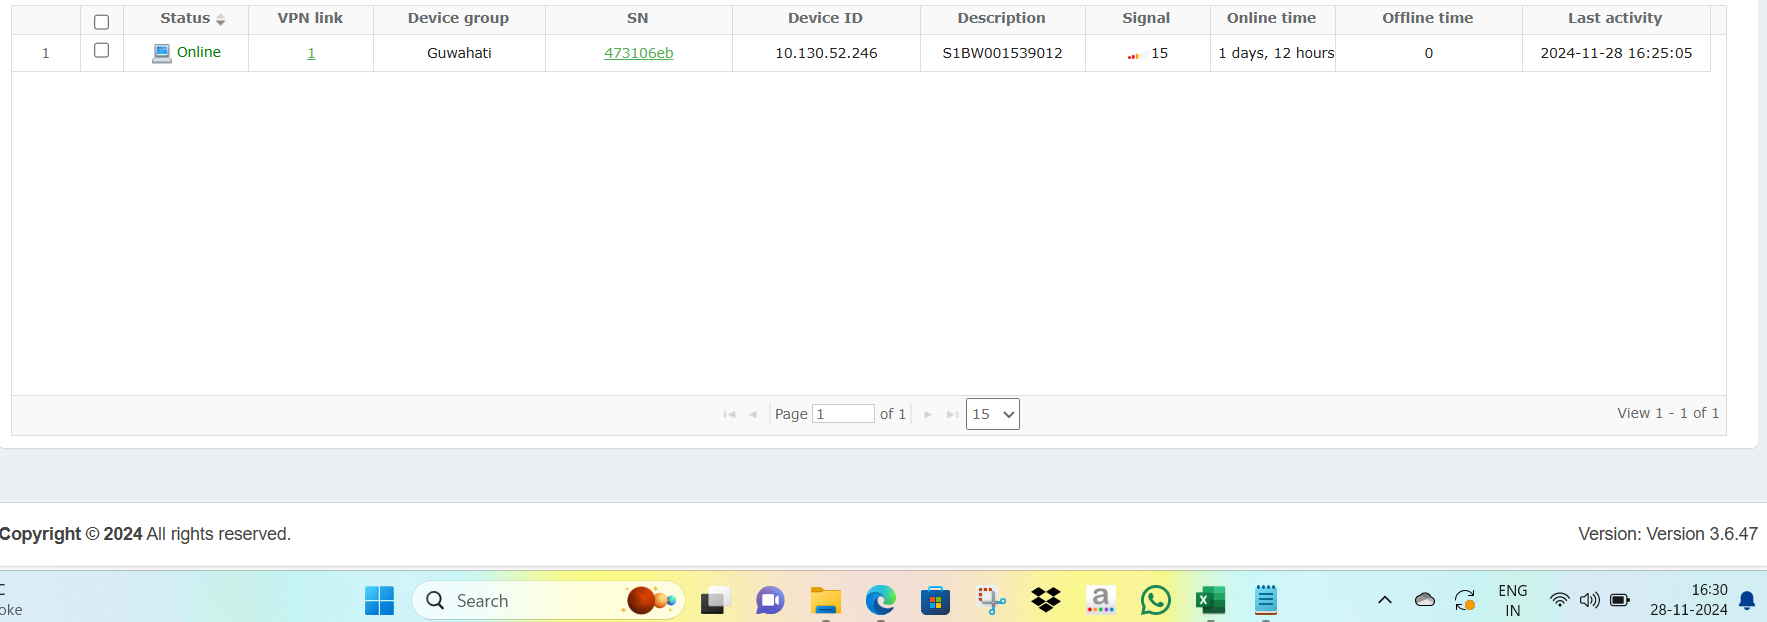 Status VPN link Device group SN Device ID Description Signal Online time Offline time Last activity
1 Online 1 Guwahati 473106eb 10.130.52.246 S1BW001539012 15 1 days, 12 hours 0 2024-11-28 16:25:05
Page 1 of 1 15 View 1 - 1 of 1
Copyright © 2024 All rights reserved. Version: Version 3.6.47
C
oke
Search
ENG
IN
16:30
28-11-2024